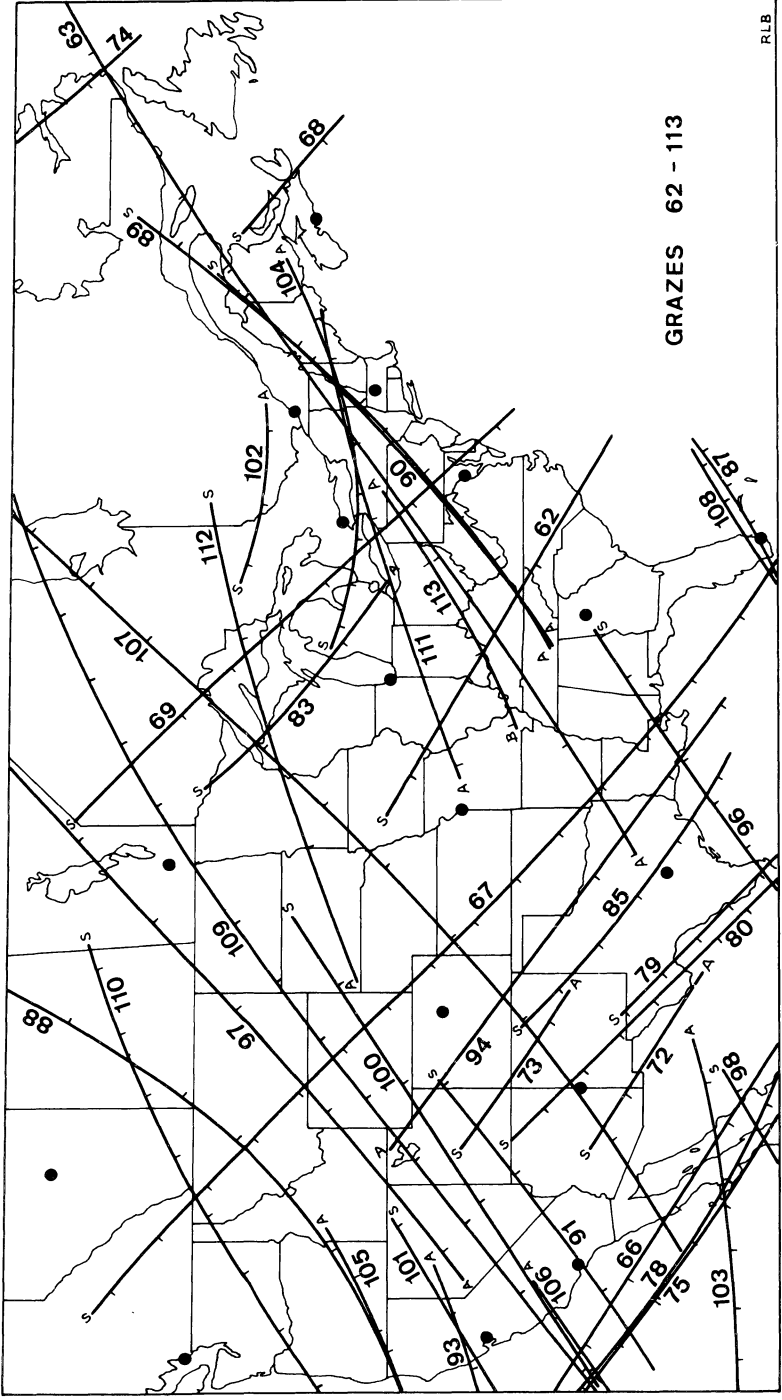 88
63
S
S
S
74
110
107
S
89
69
S
112
S
S
109
97
S
S
102
A
104
A
S
83
68
A
S
A
105
100
A
A
S
S
A
101
90
111
A
S
113
93
S
A
A
94
67
S
B
S
A
73
A
62
A
106
91
A
S
S
85
S
66
A
79
78
72
75
GRAZES 62 - 113
A
A
108
S
103
87
98
80
96
RLB